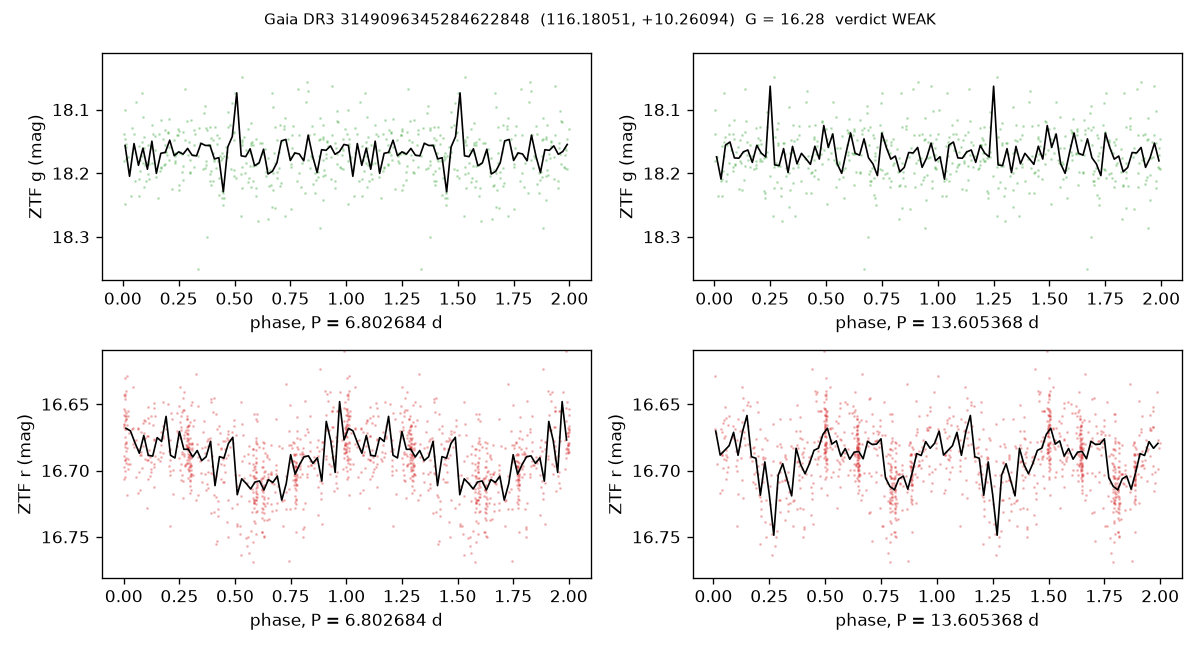 Gaia DR3 3149096345284622848 (116.18051, +10.26094) G = 16.28 verdict WEAK
ZTF g (mag)
18.1
18.2
18.3
0.00 0.25 0.50 0.75 1.00 1.25 1.50 1.75 2.00
phase, P = 6.802684 d
ZTF g (mag)
18.1
18.2
18.3
0.00 0.25 0.50 0.75 1.00 1.25 1.50 1.75 2.00
phase, P = 13.605368 d
ZTF r (mag)
16.65
16.70
16.75
0.00 0.25 0.50 0.75 1.00 1.25 1.50 1.75 2.00
phase, P = 6.802684 d
ZTF r (mag)
16.65
16.70
16.75
0.00 0.25 0.50 0.75 1.00 1.25 1.50 1.75 2.00
phase, P = 13.605368 d